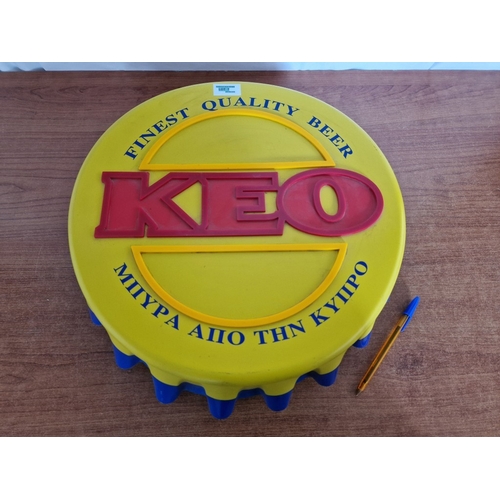 FINEST QUALITY BEER
KEO
ΜΠΥΡΑ ΑΠΟ ΤΗΝ ΚΥΠΡΟ